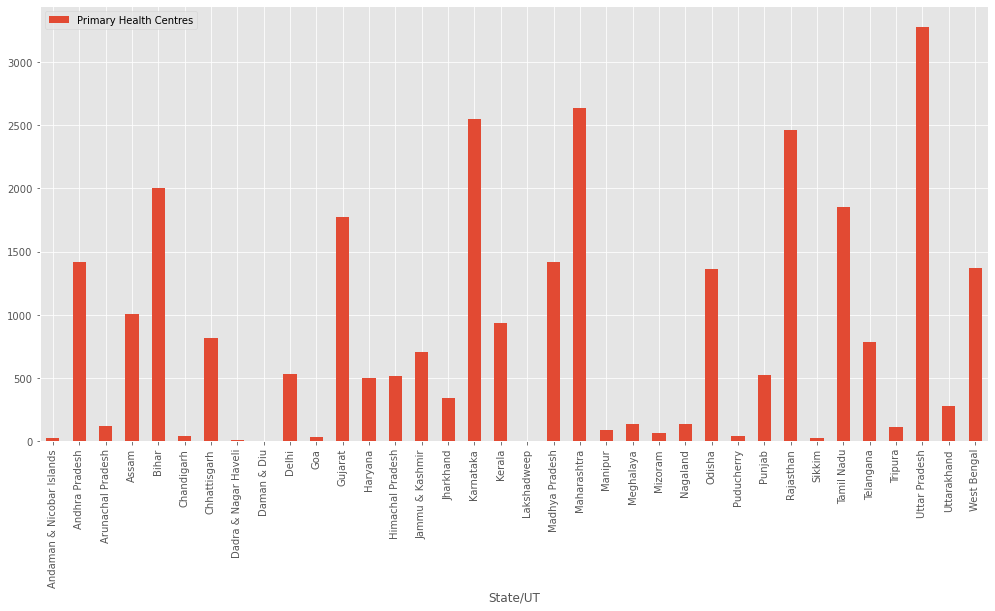 Primary Health Centres
3000
2500
2000
1500
1000
500
0
Andaman & Nicobar Islands
Andhra Pradesh
Arunachal Pradesh
Assam
Bihar
Chandigarh
Chhattisgarh
Dadra & Nagar Haveli
Daman & Diu
Delhi
Goa
Gujarat
Haryana
Himachal Pradesh
Jammu & Kashmir
Jharkhand
Karnataka
Kerala
Lakshadweep
Madhya Pradesh
Maharashtra
Manipur
Meghalaya
Mizoram
Nagaland
Odisha
Puducherry
Punjab
Rajasthan
Sikkim
Tamil Nadu
Telangana
Tripura
Uttar Pradesh
Uttarakhand
West Bengal
State/UT